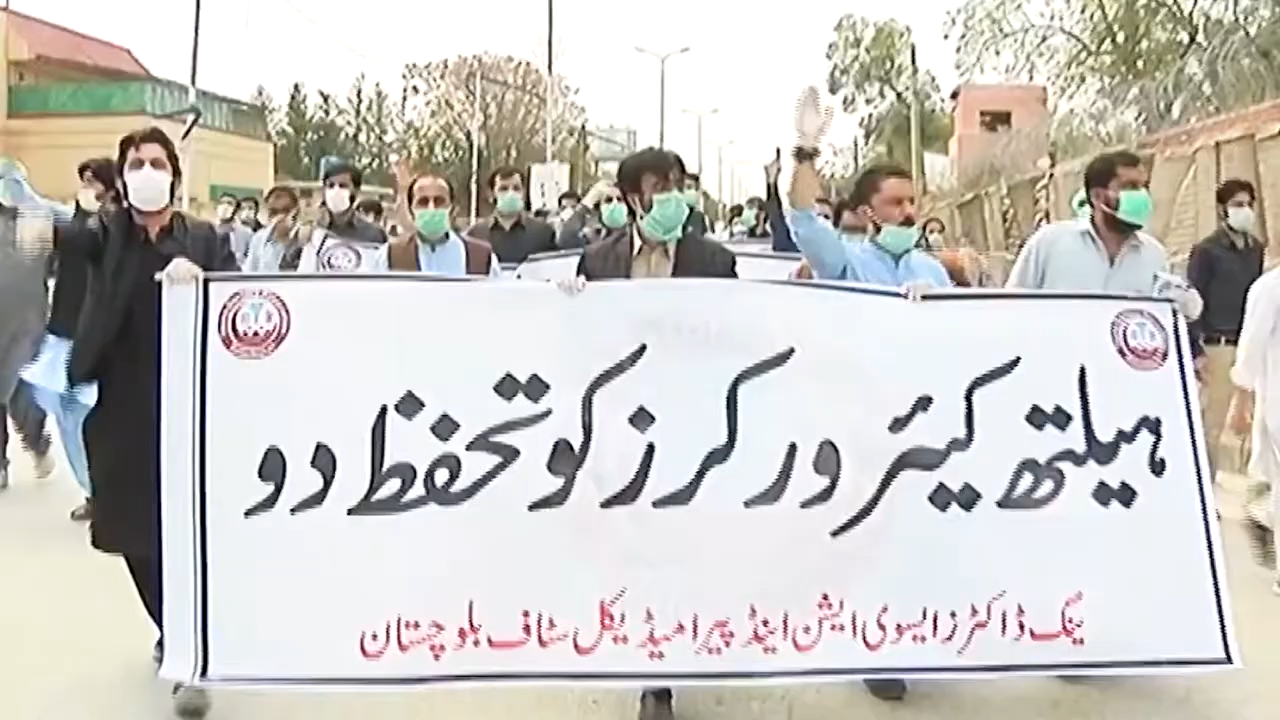 ہیلتھ کیئر ورکرز کو تحفظ دو
ینگ ڈاکٹرز ایسوی ایشن اینڈ پیرامیڈیکل سٹاف بلوچستان